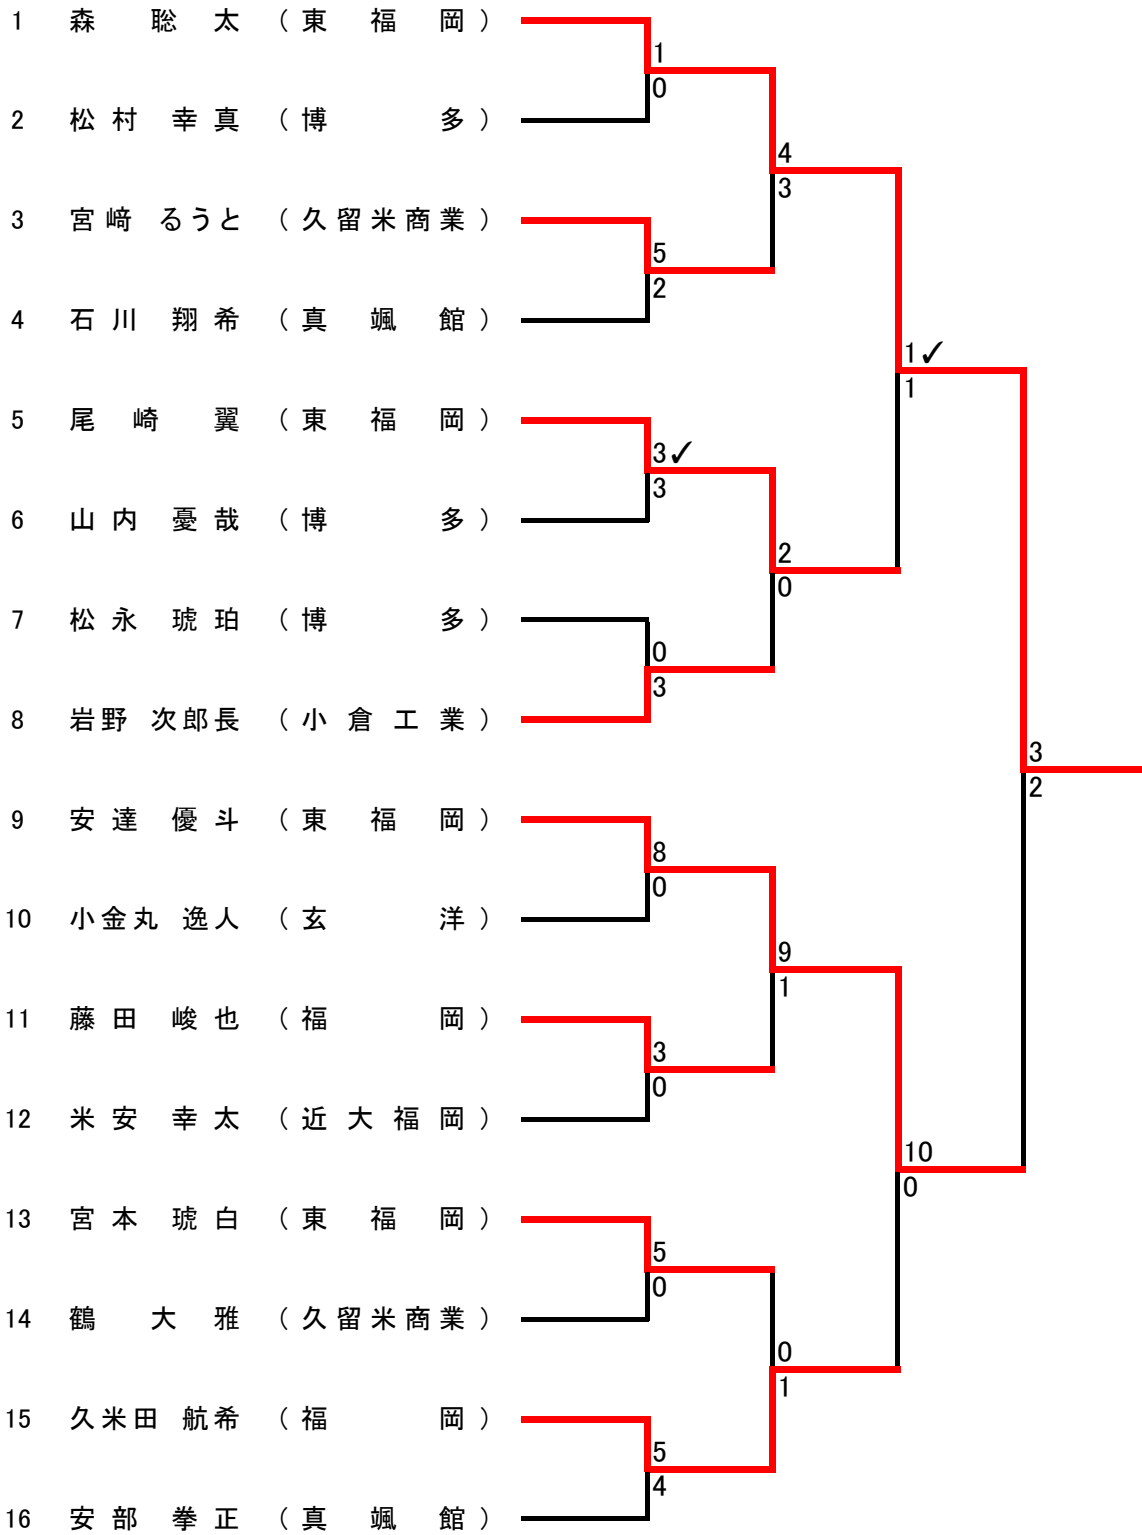 1 森 聡 太 （ 東 福 岡 ）
1
0
2 松 村 幸 真 （ 博 多 ）
4
3
3 宮 﨑 るうと （ 久 留 米 商 業 ）
5
2
4 石 川 翔 希 （ 真 颯 館 ）
1✓
1
5 尾 崎 翼 （ 東 福 岡 ）
3✓
3
6 山 内 憂 哉 （ 博 多 ）
2
0
7 松 永 琥 珀 （ 博 多 ）
0
3
8 岩 野 次 郎 長 （ 小 倉 工 業 ）
3
2
9 安 達 優 斗 （ 東 福 岡 ）
8
0
10 小 金 丸 逸 人 （ 玄 洋 ）
9
1
11 藤 田 峻 也 （ 福 岡 ）
3
0
12 米 安 幸 太 （ 近 大 福 岡 ）
10
0
13 宮 本 琥 白 （ 東 福 岡 ）
5
0
14 鶴 大 雅 （ 久 留 米 商 業 ）
0
1
15 久 米 田 航 希 （ 福 岡 ）
5
4
16 安 部 拳 正 （ 真 颯 館 ）